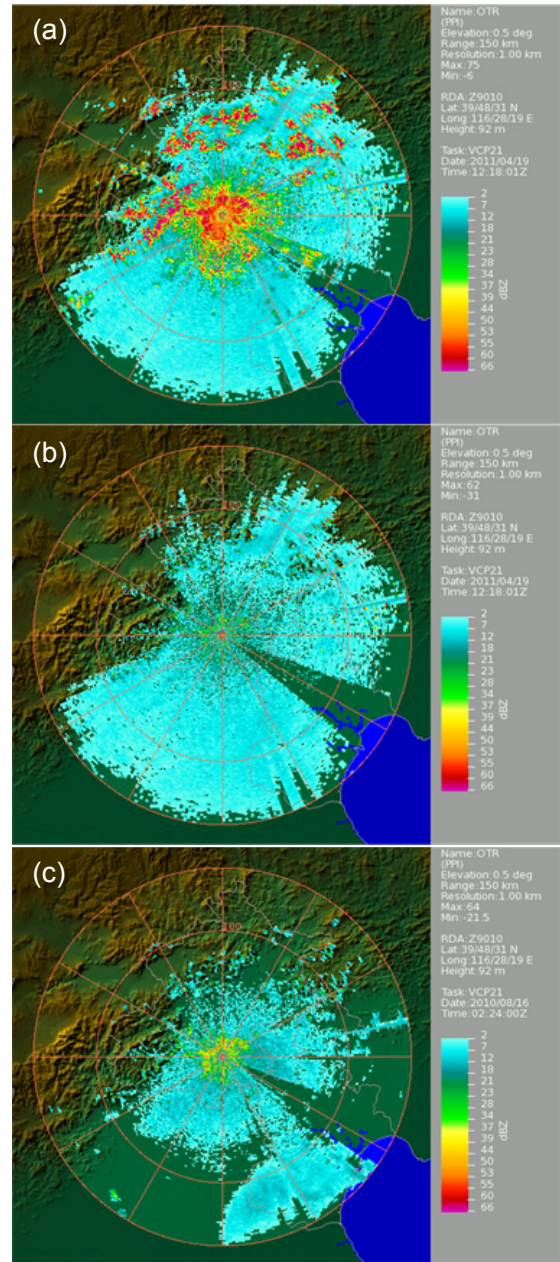 (a)
100
Name:OTR
(PPI)
Elevation:0.5 deg
Range:150 km
Resolution:1.00 km
Max:75
Min:-6
RDA:Z9010
Lat:39/48/31 N
Long:116/28/19 E
Height:92 m
Task:VCP21
Date:2011/04/19
Time:12:18:01Z
2
7
12
18
21
23
28
34
37
39
44
50
53
55
60
66
dBZ
(b)
100
Name:OTR
(PPI)
Elevation:0.5 deg
Range:150 km
Resolution:1.00 km
Max:62
Min:-31
RDA:Z9010
Lat:39/48/31 N
Long:116/28/19 E
Height:92 m
Task:VCP21
Date:2011/04/19
Time:12:18:01Z
2
7
12
18
21
23
28
34
37
39
44
50
53
55
60
66
dBZ
(c)
100
Name:OTR
(PPI)
Elevation:0.5 deg
Range:150 km
Resolution:1.00 km
Max:64
Min:-21.5
RDA:Z9010
Lat:39/48/31 N
Long:116/28/19 E
Height:92 m
Task:VCP21
Date:2010/08/16
Time:02:24:00Z
2
7
12
18
21
23
28
34
37
39
44
50
53
55
60
66
dBZ